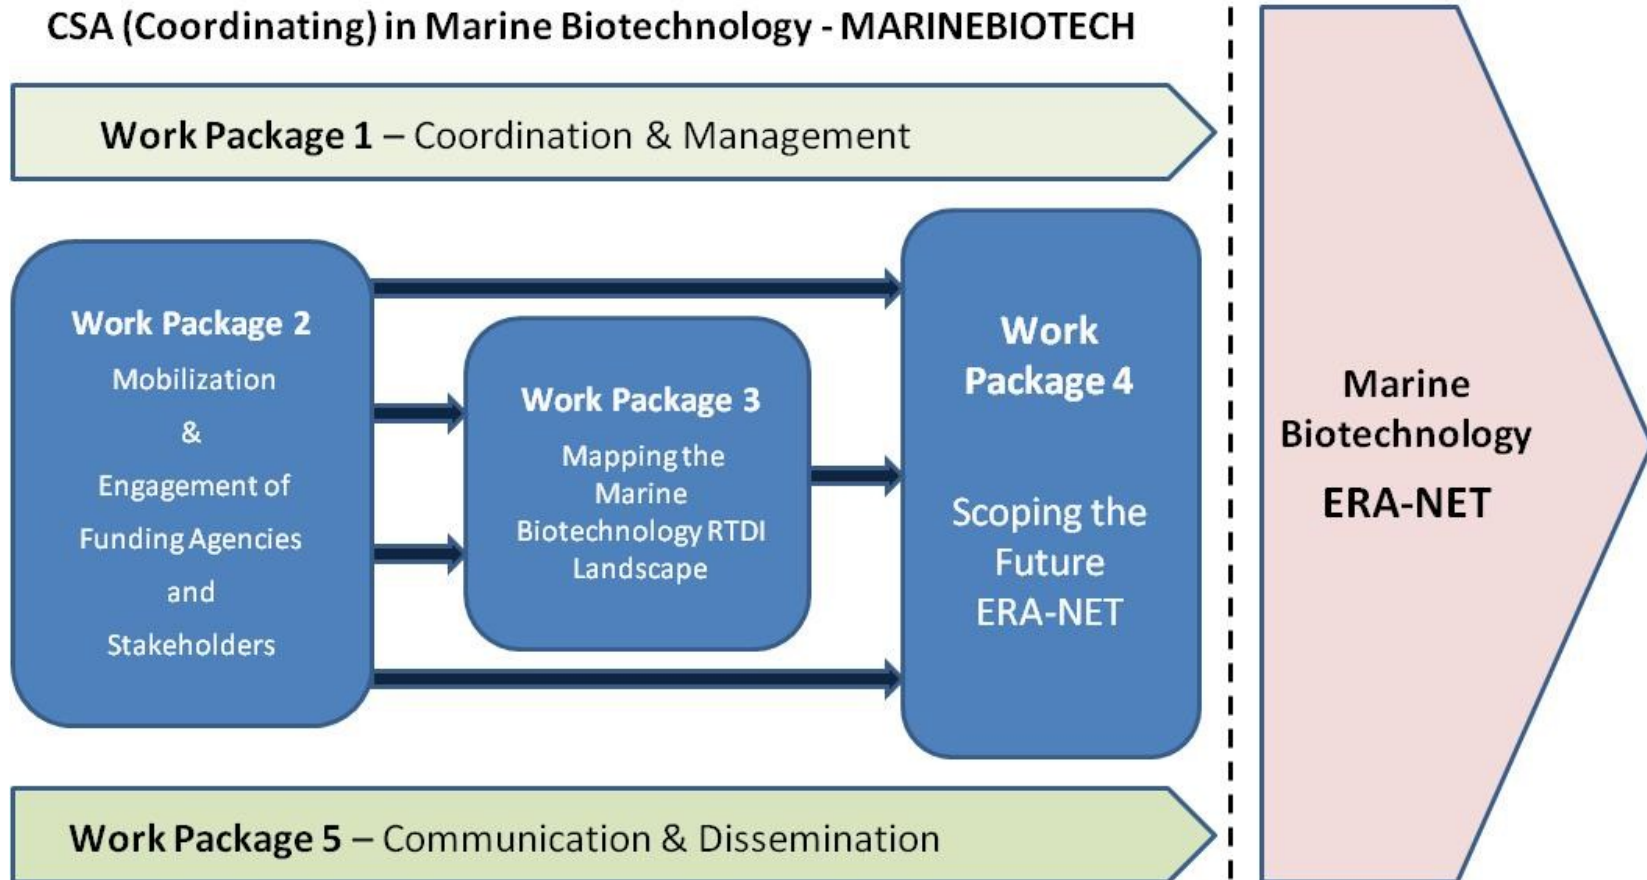 CSA (Coordinating) in Marine Biotechnology - MARINEBIOTECH
Work Package 1 – Coordination & Management
Work Package 2
Mobilization
&
Engagement of
Funding Agencies
and
Stakeholders
Work Package 3
Mapping the
Marine
Biotechnology RTDI
Landscape
Work
Package 4
Scoping the
Future
ERA-NET
Work Package 5 – Communication & Dissemination
Marine
Biotechnology
ERA-NET